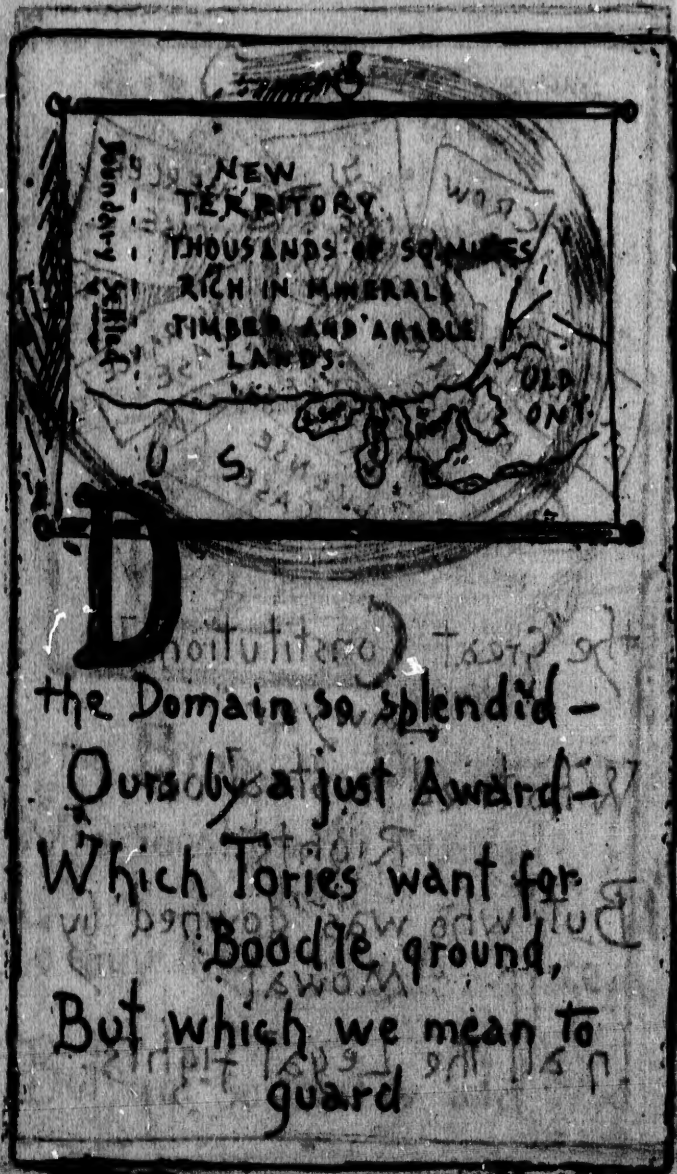 NEW
TERRITORY.
THOUSANDS OF SQ. MILES
RICH IN MINERALS
TIMBER AND ARABLE
LANDS.
Boundary Settled
OLD
ONT.
U S
D
the Domain so splendid —
Ours by a just Award —
Which Tories want for
Boodle ground,
But which we mean to
guard